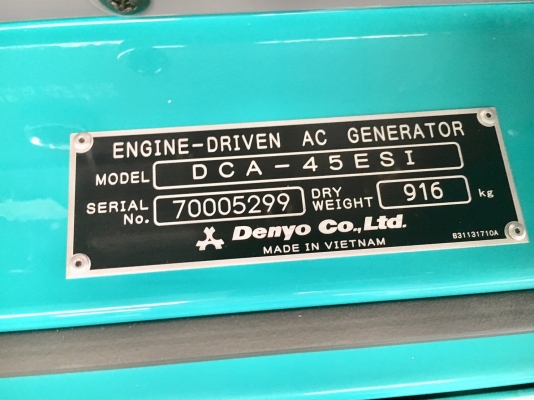 ENGINE-DRIVEN AC GENERATOR
MODEL DCA-45ESI
SERIAL No. 70005299 DRY WEIGHT 916 kg
Denyo Co.,Ltd.
MADE IN VIETNAM
B31131710A